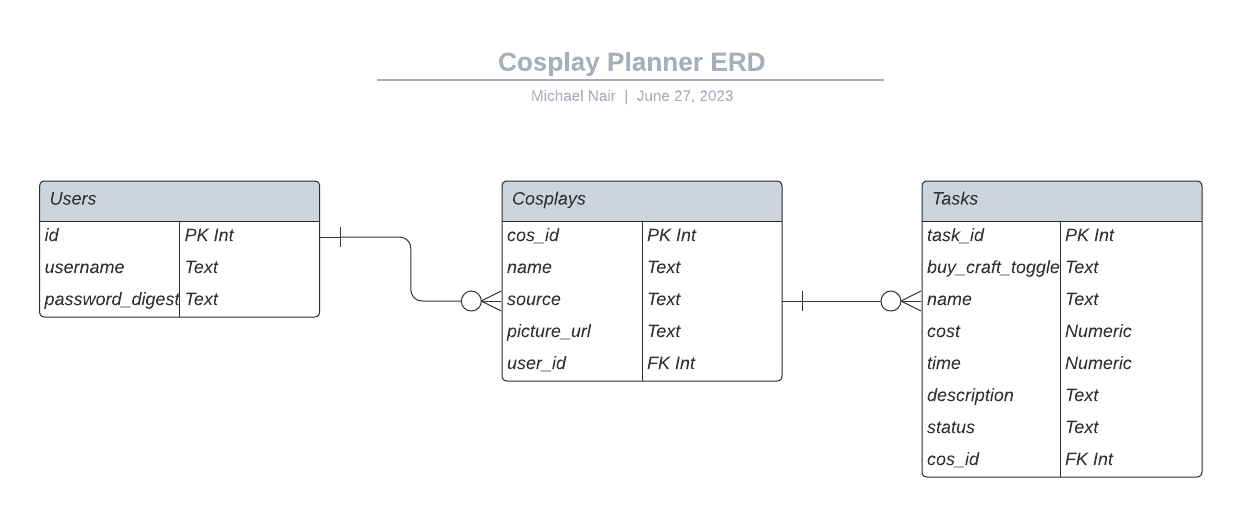 Cosplay Planner ERD
Michael Nair | June 27, 2023
Users
id PK Int
username Text
password_digest Text
Cosplays
cos_id PK Int
name Text
source Text
picture_url Text
user_id FK Int
Tasks
task_id PK Int
buy_craft_toggle Text
name Text
cost Numeric
time Numeric
description Text
status Text
cos_id FK Int